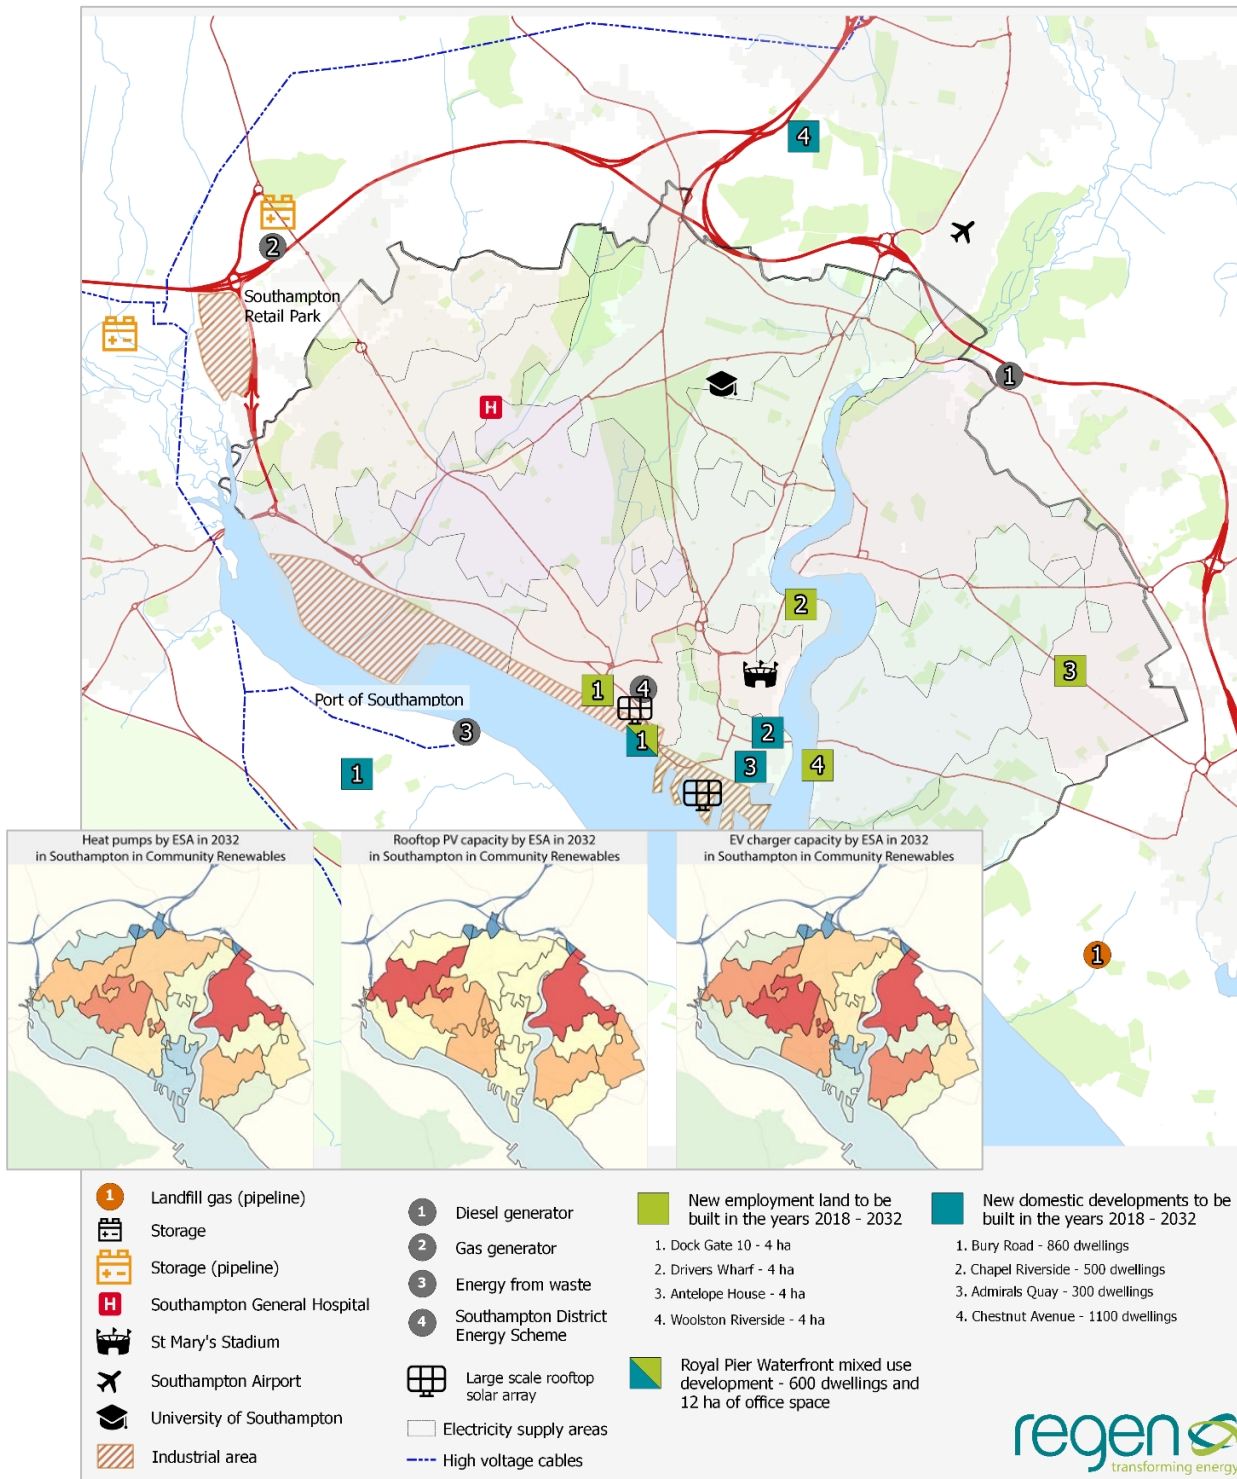 4
2
Southampton
Retail Park
1
H
1
2
3
1
4
Port of Southampton
3
1
2
1
3
4
1
Heat pumps by ESA in 2032
in Southampton in Community Renewables
Rooftop PV capacity by ESA in 2032
in Southampton in Community Renewables
EV charger capacity by ESA in 2032
in Southampton in Community Renewables
1
1 Landfill gas (pipeline)
Storage
Storage (pipeline)
H Southampton General Hospital
St Mary's Stadium
Southampton Airport
University of Southampton
Industrial area
1 Diesel generator
2 Gas generator
3 Energy from waste
4 Southampton District
Energy Scheme
Large scale rooftop
solar array
Electricity supply areas
High voltage cables
New employment land to be
built in the years 2018 - 2032
1. Dock Gate 10 - 4 ha
2. Drivers Wharf - 4 ha
3. Antelope House - 4 ha
4. Woolston Riverside - 4 ha
Royal Pier Waterfront mixed use
development - 600 dwellings and
12 ha of office space
New domestic developments to be
built in the years 2018 - 2032
1. Bury Road - 860 dwellings
2. Chapel Riverside - 500 dwellings
3. Admirals Quay - 300 dwellings
4. Chestnut Avenue - 1100 dwellings
regen
transforming energy